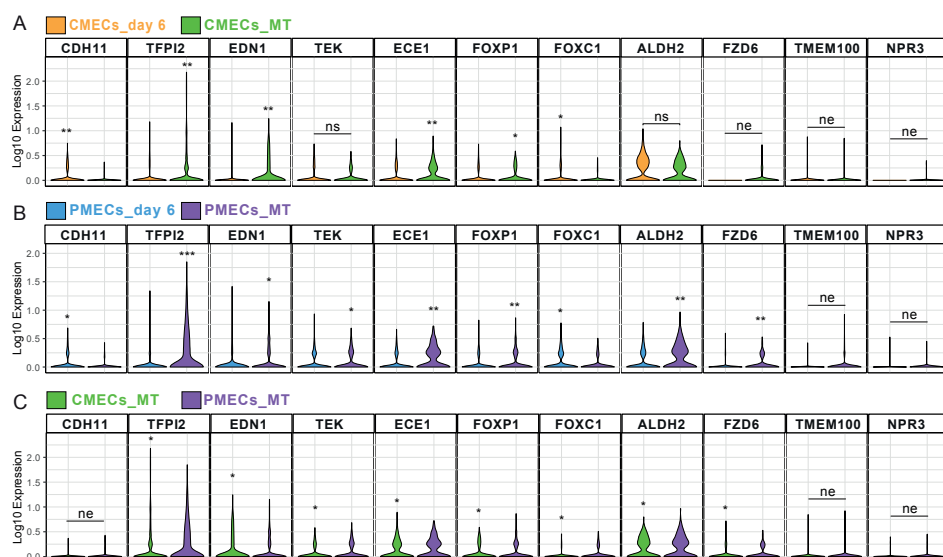 A
CMECs_day 6 CMECs_MT
CDH11 TFPI2 EDN1 TEK ECE1 FOXP1 FOXC1 ALDH2 FZD6 TMEM100 NPR3
Log10 Expression
2.0
1.5
1.0
0.5
0.0
** ** ** ns ** * * ns ne ne ne
B
PMECs_day 6 PMECs_MT
CDH11 TFPI2 EDN1 TEK ECE1 FOXP1 FOXC1 ALDH2 FZD6 TMEM100 NPR3
Log10 Expression
2.0
1.5
1.0
0.5
0.0
* *** * * ** ** * ** ** ne ne
C
CMECs_MT PMECs_MT
CDH11 TFPI2 EDN1 TEK ECE1 FOXP1 FOXC1 ALDH2 FZD6 TMEM100 NPR3
Log10 Expression
2.0
1.5
1.0
0.5
ne * * * * * * * * ne ne